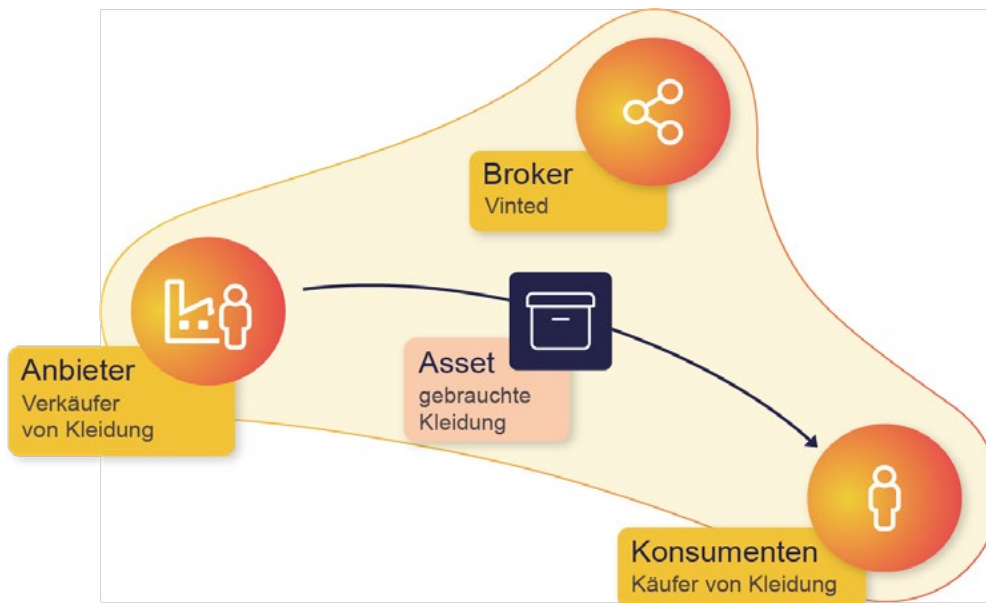 Broker
Vinted
Anbieter
Verkäufer
von Kleidung
Asset
gebrauchte
Kleidung
Konsumenten
Käufer von Kleidung